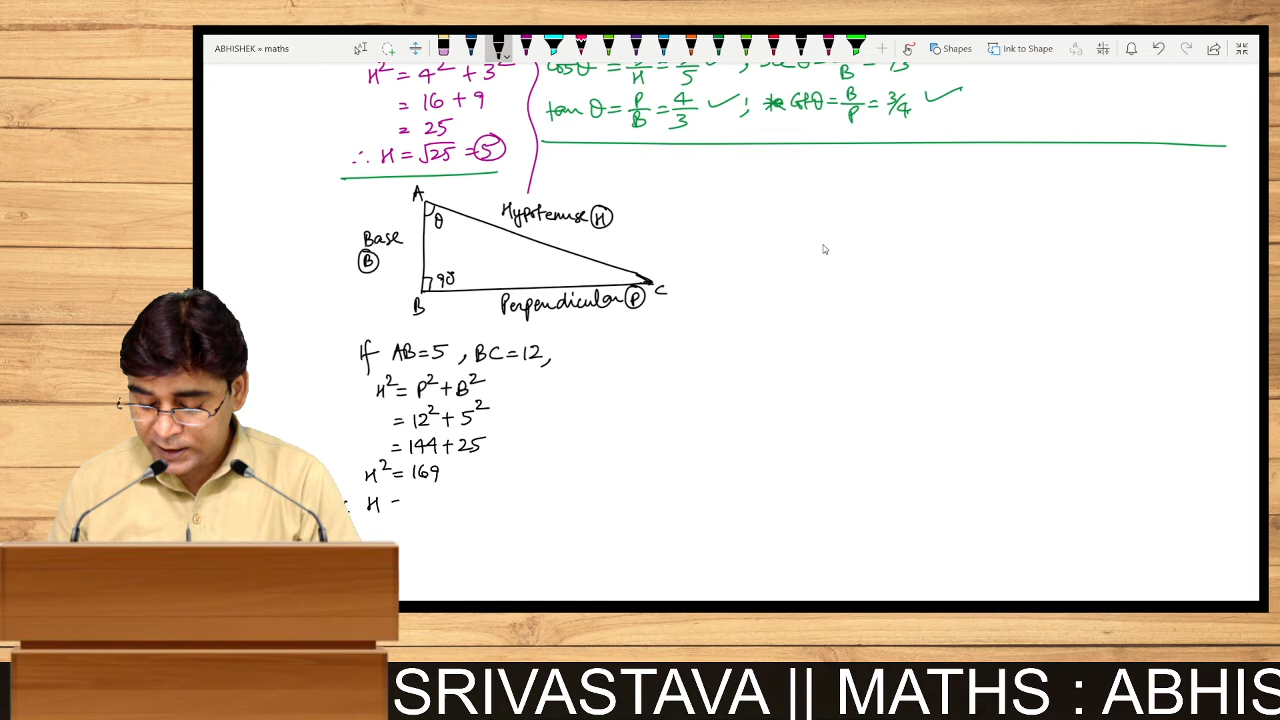 ABHISHEK » maths
Shapes
Ink to Shape
H² = 4² + 3²
= 16 + 9
= 25
∴ H = √25 = 5
tan θ = P/B = 4/3 ✓ ; cot θ = B/P = 3/4 ✓
A
θ
Hypotenuse H
Base
B
90°
B
Perpendicular P
C
If AB = 5 , BC = 12,
H² = P² + B²
= 12² + 5²
= 144 + 25
H² = 169
H =
SRIVASTAVA || MATHS : ABHIS